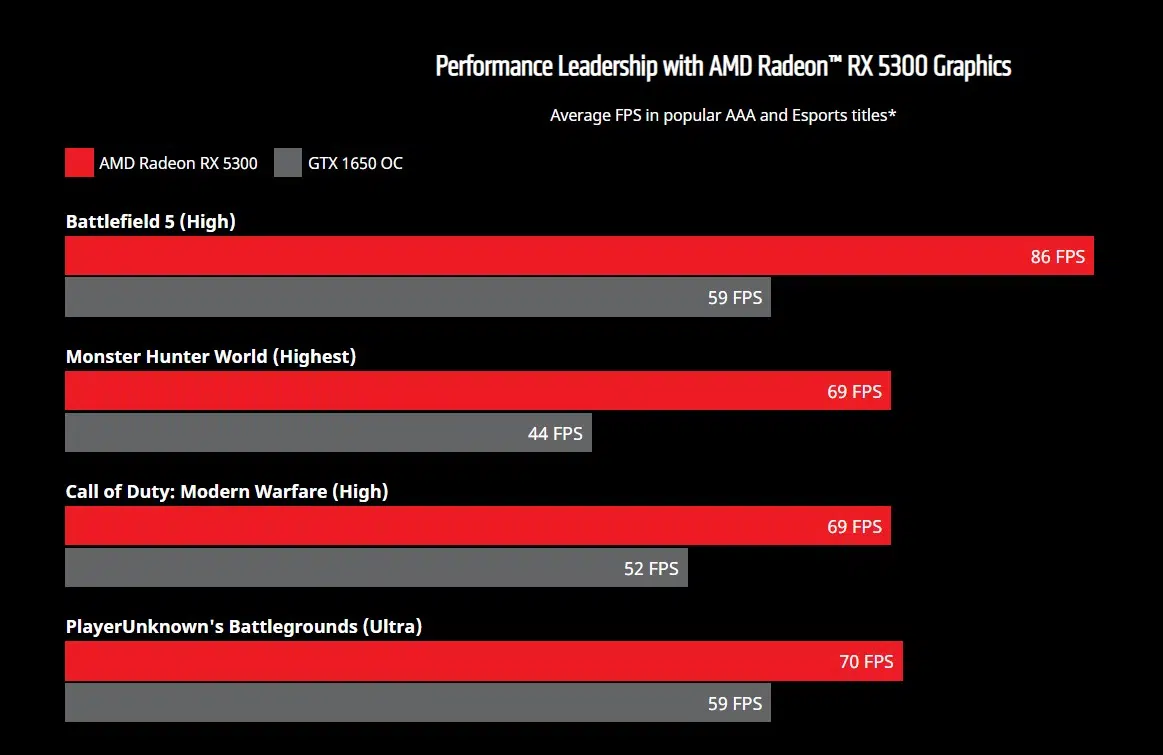 Performance Leadership with AMD Radeon™ RX 5300 Graphics
Average FPS in popular AAA and Esports titles*
AMD Radeon RX 5300 GTX 1650 OC
Battlefield 5 (High)
86 FPS
59 FPS
Monster Hunter World (Highest)
69 FPS
44 FPS
Call of Duty: Modern Warfare (High)
69 FPS
52 FPS
PlayerUnknown's Battlegrounds (Ultra)
70 FPS
59 FPS